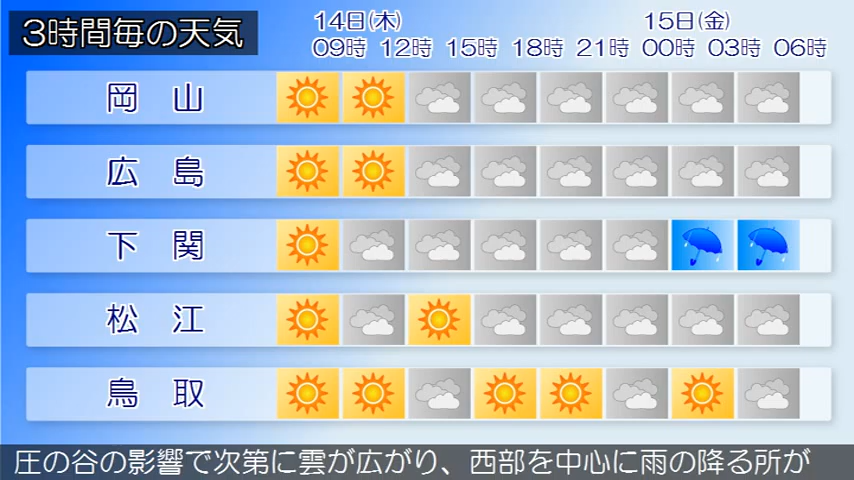 3時間毎の天気
14日(木) 15日(金)
09時 12時 15時 18時 21時 00時 03時 06時
岡山
広島
下関
松江
鳥取
圧の谷の影響で次第に雲が広がり、西部を中心に雨の降る所が